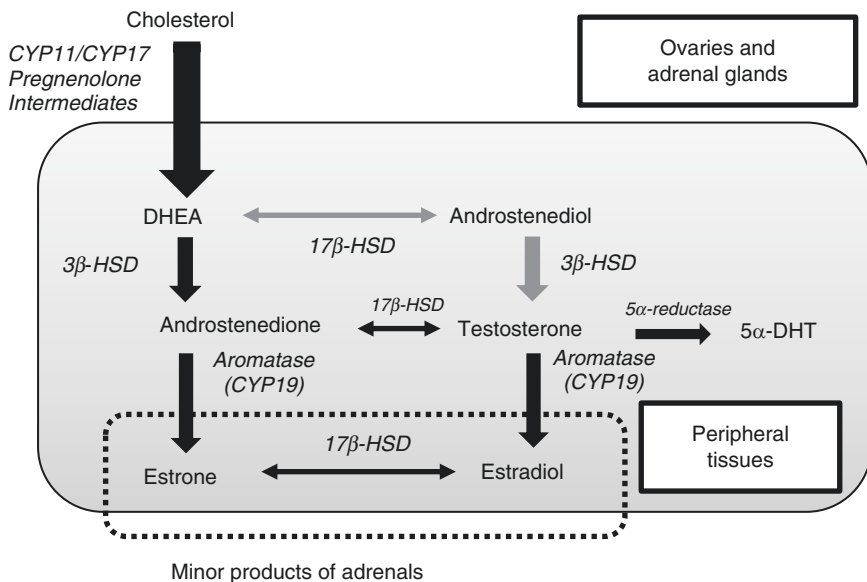 Cholesterol
CYP11/CYP17
Pregnenolone
Intermediates
Ovaries and
adrenal glands
DHEA
Androstenediol
17β-HSD
3β-HSD
3β-HSD
17β-HSD
5α-reductase
Androstenedione
Testosterone
5α-DHT
Aromatase
(CYP19)
Aromatase
(CYP19)
17β-HSD
Peripheral
tissues
Estrone
Estradiol
Minor products of adrenals